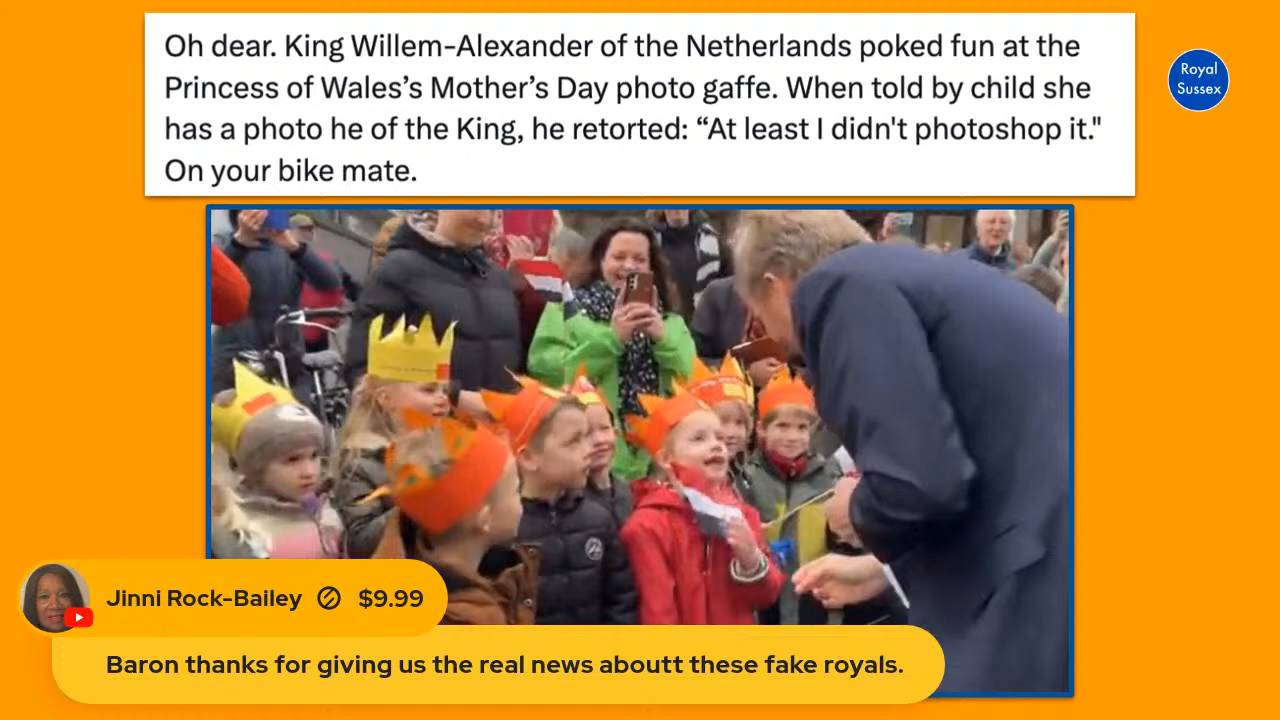 Oh dear. King Willem-Alexander of the Netherlands poked fun at the
Princess of Wales's Mother's Day photo gaffe. When told by child she
has a photo he of the King, he retorted: “At least I didn't photoshop it."
On your bike mate.
Royal
Sussex
Jinni Rock-Bailey $9.99
Baron thanks for giving us the real news aboutt these fake royals.